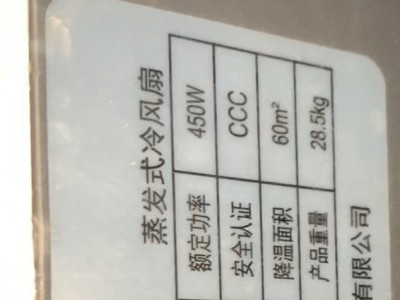 蒸发式冷风扇
额定功率 450W
安全认证 CCC
降温面积 60m²
产品重量 28.5kg
有限公司